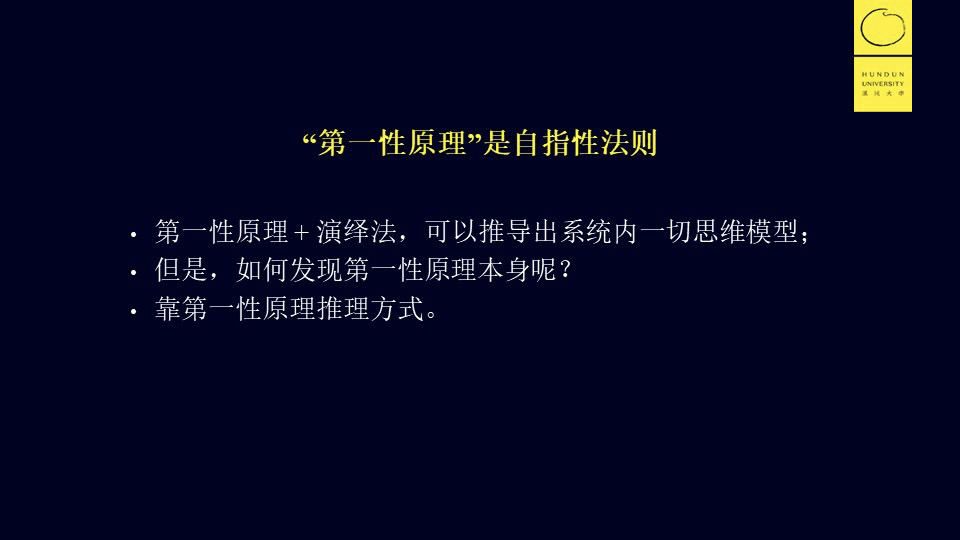 HUNDUN
UNIVERSITY
混沌大学
“第一性原理”是自指性法则
• 第一性原理 + 演绎法，可以推导出系统内一切思维模型；
• 但是，如何发现第一性原理本身呢？
• 靠第一性原理推理方式。